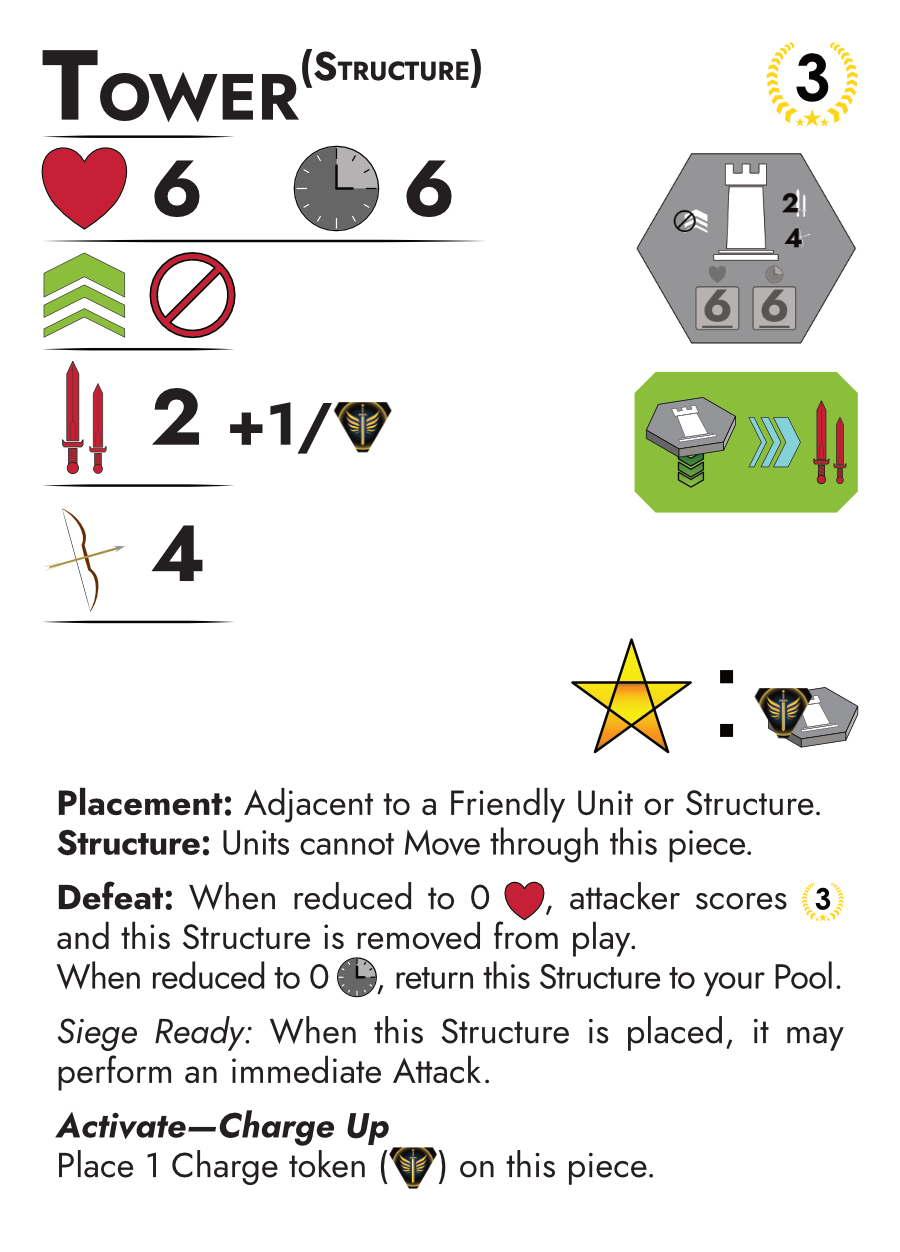 Tower (Structure)
3
6 6
2
4
6 6
2 +1/
4
:
Placement: Adjacent to a Friendly Unit or Structure.
Structure: Units cannot Move through this piece.
Defeat: When reduced to 0 , attacker scores 3
and this Structure is removed from play.
When reduced to 0 , return this Structure to your Pool.
Siege Ready: When this Structure is placed, it may
perform an immediate Attack.
Activate—Charge Up
Place 1 Charge token ( ) on this piece.